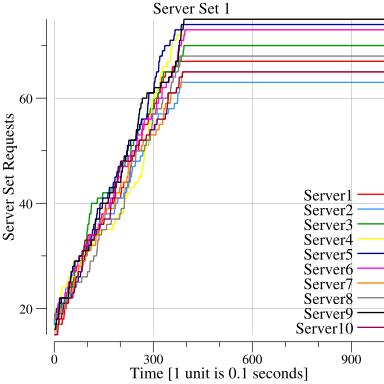 Server Set 1
Server Set Requests
60
40
20
Server1
Server2
Server3
Server4
Server5
Server6
Server7
Server8
Server9
Server10
0 300 600 900
Time [1 unit is 0.1 seconds]